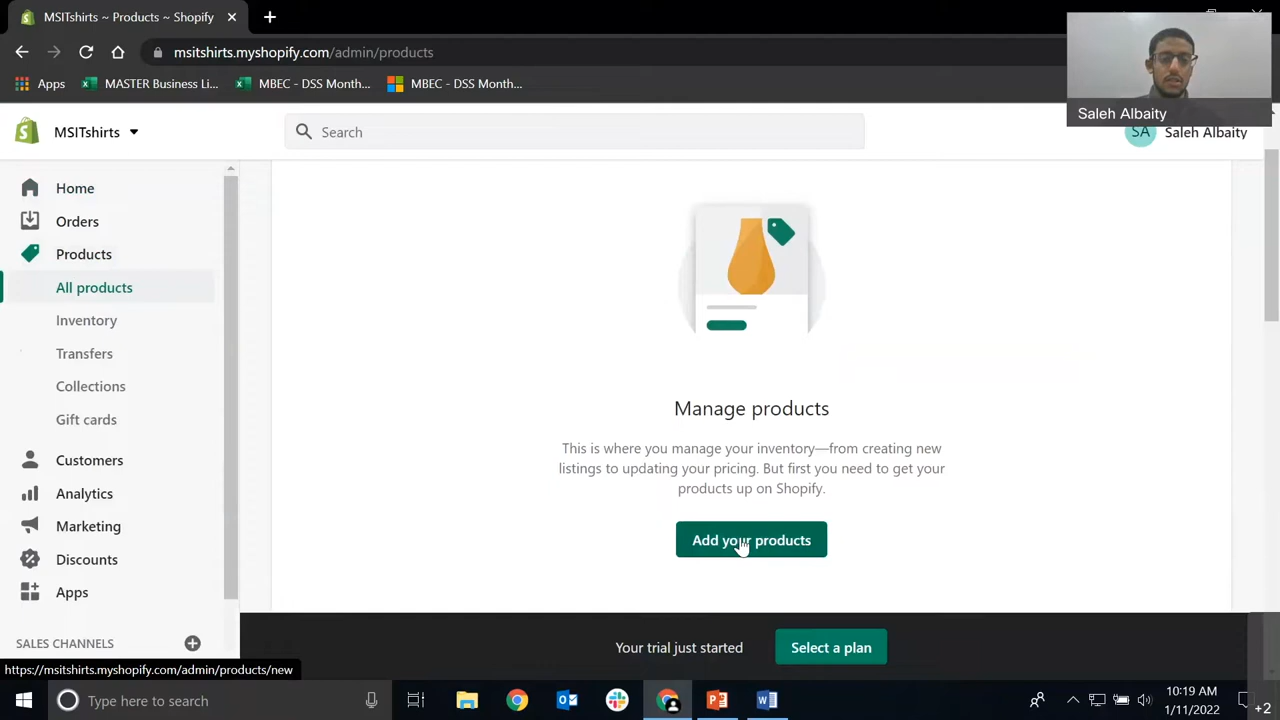 MSITshirts ~ Products ~ Shopify
msitshirts.myshopify.com/admin/products
Apps
MASTER Business Li...
MBEC - DSS Month...
MBEC - DSS Month...
Saleh Albaity
MSITshirts
Search
SA
Saleh Albaity
Home
Orders
Products
All products
Inventory
Transfers
Collections
Gift cards
Customers
Analytics
Marketing
Discounts
Apps
SALES CHANNELS
Manage products
This is where you manage your inventory—from creating new
listings to updating your pricing. But first you need to get your
products up on Shopify.
Add your products
Your trial just started
Select a plan
https://msitshirts.myshopify.com/admin/products/new
Type here to search
10:19 AM
1/11/2022
+2